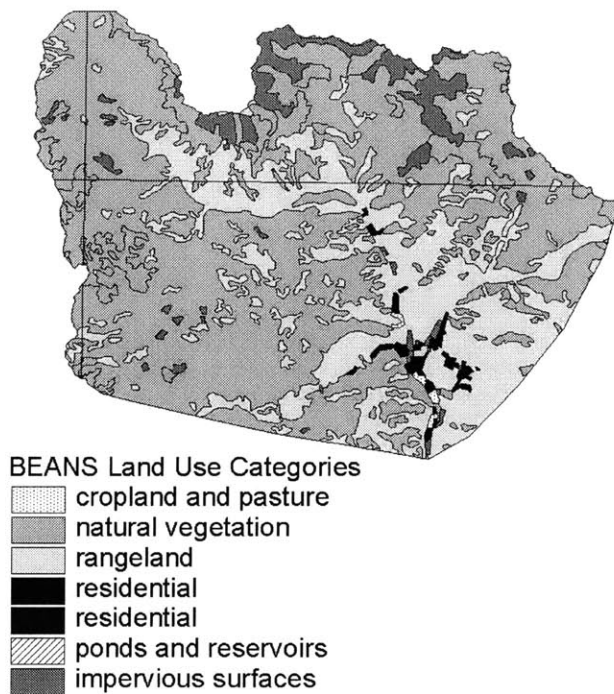 BEANS Land Use Categories
cropland and pasture
natural vegetation
rangeland
residential
residential
ponds and reservoirs
impervious surfaces